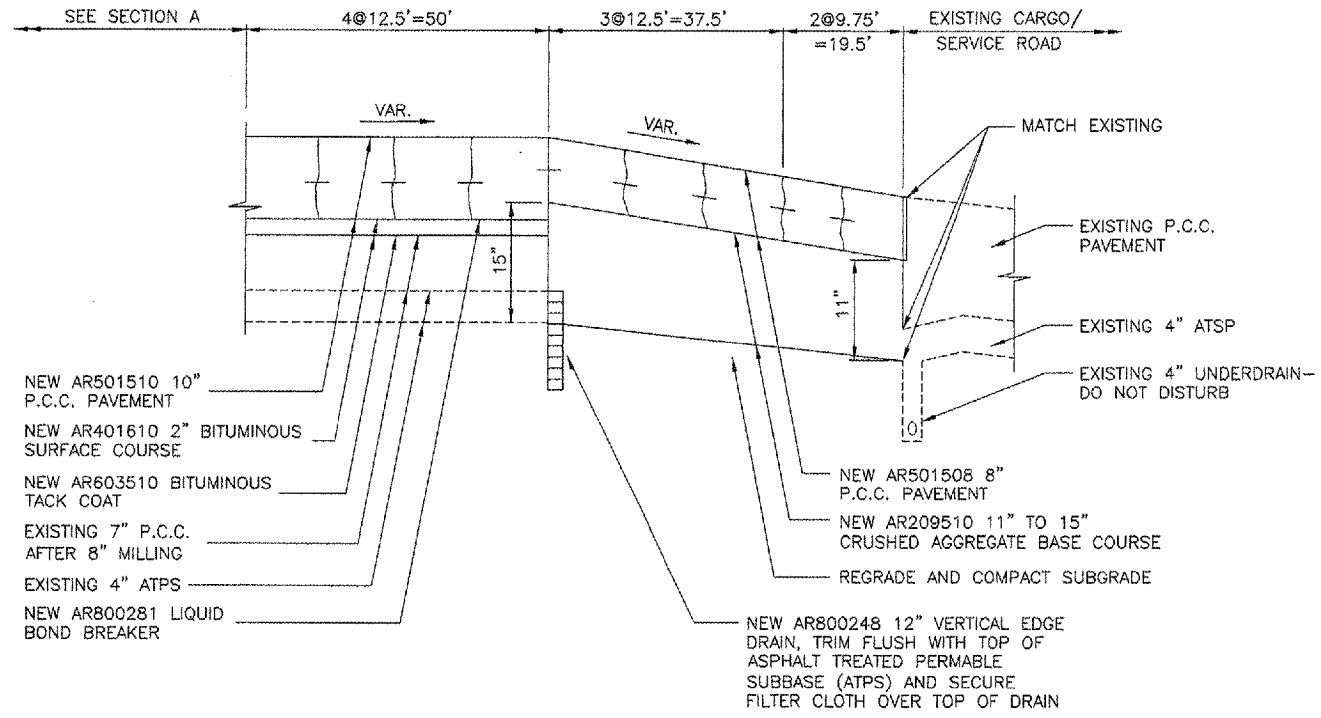 SEE SECTION A
4@12.5'=50'
3@12.5'=37.5'
2@9.75'
=19.5'
EXISTING CARGO/
SERVICE ROAD
VAR.
VAR.
MATCH EXISTING
EXISTING P.C.C.
PAVEMENT
15"
11"
EXISTING 4" ATSP
EXISTING 4" UNDERDRAIN-
DO NOT DISTURB
NEW AR501510 10"
P.C.C. PAVEMENT
NEW AR401610 2" BITUMINOUS
SURFACE COURSE
NEW AR603510 BITUMINOUS
TACK COAT
EXISTING 7" P.C.C.
AFTER 8" MILLING
EXISTING 4" ATPS
NEW AR800281 LIQUID
BOND BREAKER
NEW AR501508 8"
P.C.C. PAVEMENT
NEW AR209510 11" TO 15"
CRUSHED AGGREGATE BASE COURSE
REGRADE AND COMPACT SUBGRADE
NEW AR800248 12" VERTICAL EDGE
DRAIN, TRIM FLUSH WITH TOP OF
ASPHALT TREATED PERMABLE
SUBBASE (ATPS) AND SECURE
FILTER CLOTH OVER TOP OF DRAIN